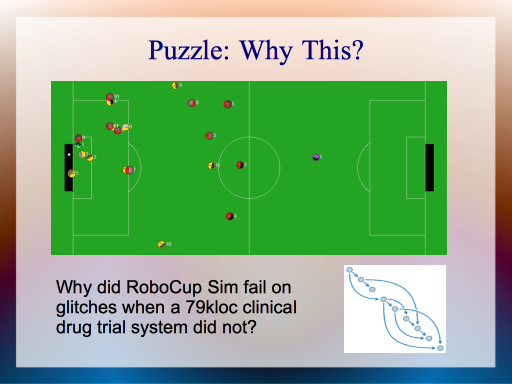 Puzzle: Why This?
Why did RoboCup Sim fail on
glitches when a 79kloc clinical
drug trial system did not?